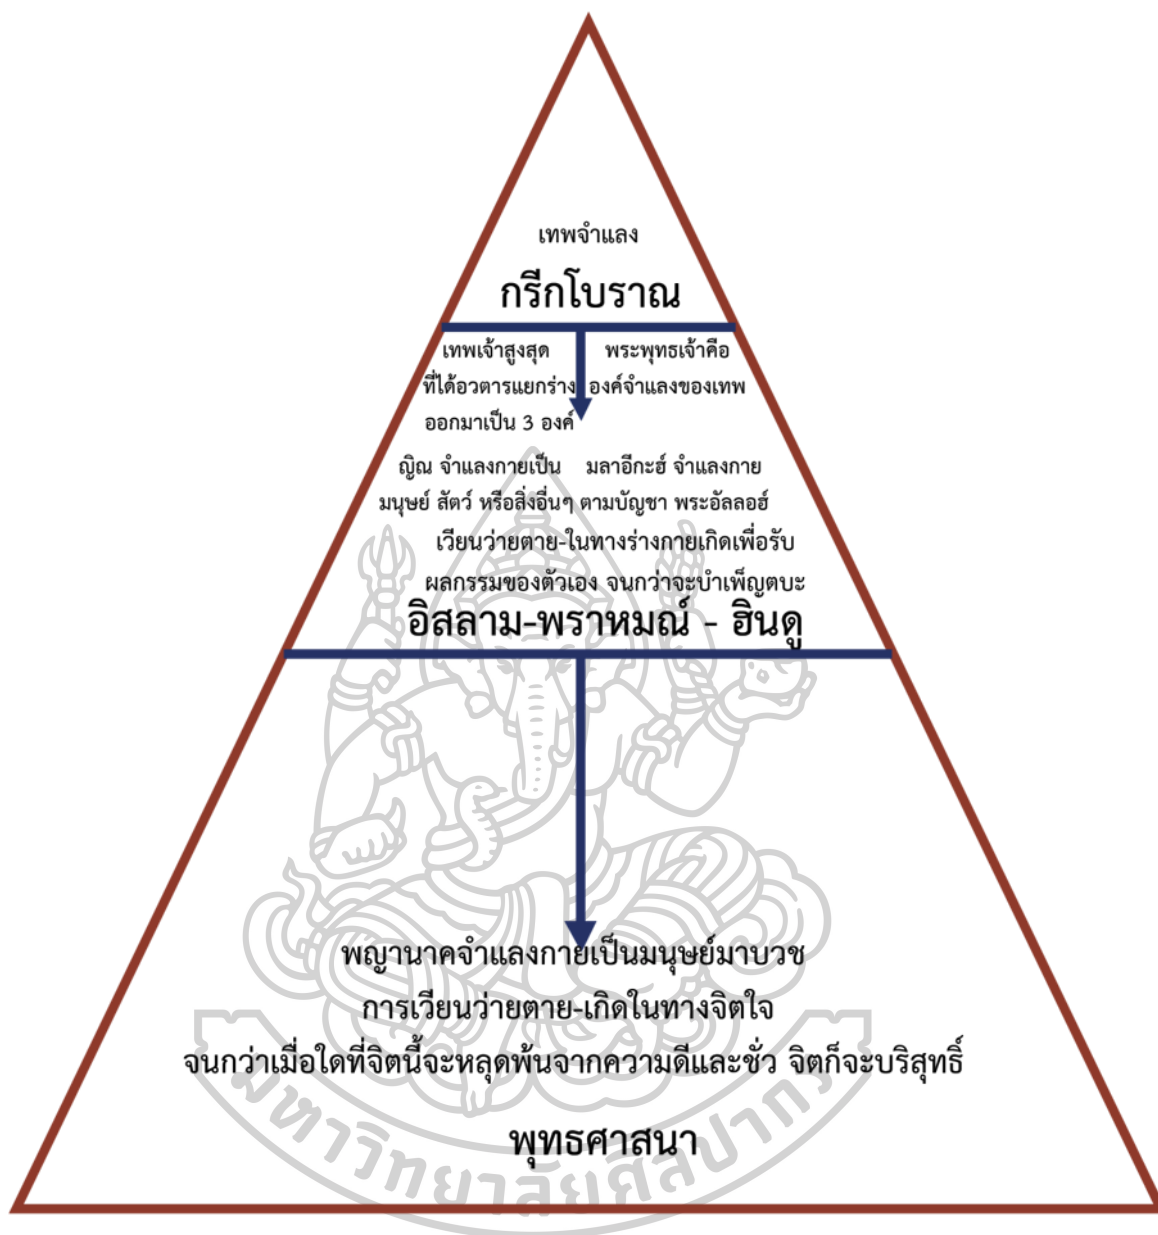 เทพจำแลง
กรีกโบราณ
เทพเจ้าสูงสุด
ที่ได้อวตารแยกร่าง
ออกมาเป็น 3 องค์
พระพุทธเจ้าคือ
องค์จำแลงของเทพ
ญิณ จำแลงกายเป็น
มนุษย์ สัตว์ หรือสิ่งอื่นๆ
มลาอีกะฮ์ จำแลงกาย
ตามบัญชา พระอัลลอฮ์
เวียนว่ายตาย-ในทางร่างกายเกิดเพื่อรับ
ผลกรรมของตัวเอง จนกว่าจะบำเพ็ญตบะ
อิสลาม-พราหมณ์ - ฮินดู
พญานาคจำแลงกายเป็นมนุษย์มาบวช
การเวียนว่ายตาย-เกิดในทางจิตใจ
จนกว่าเมื่อใดที่จิตนี้จะหลุดพ้นจากความดีและชั่ว จิตก็จะบริสุทธิ์
พุทธศาสนา
มหาวิทยาลัยศิลปากร